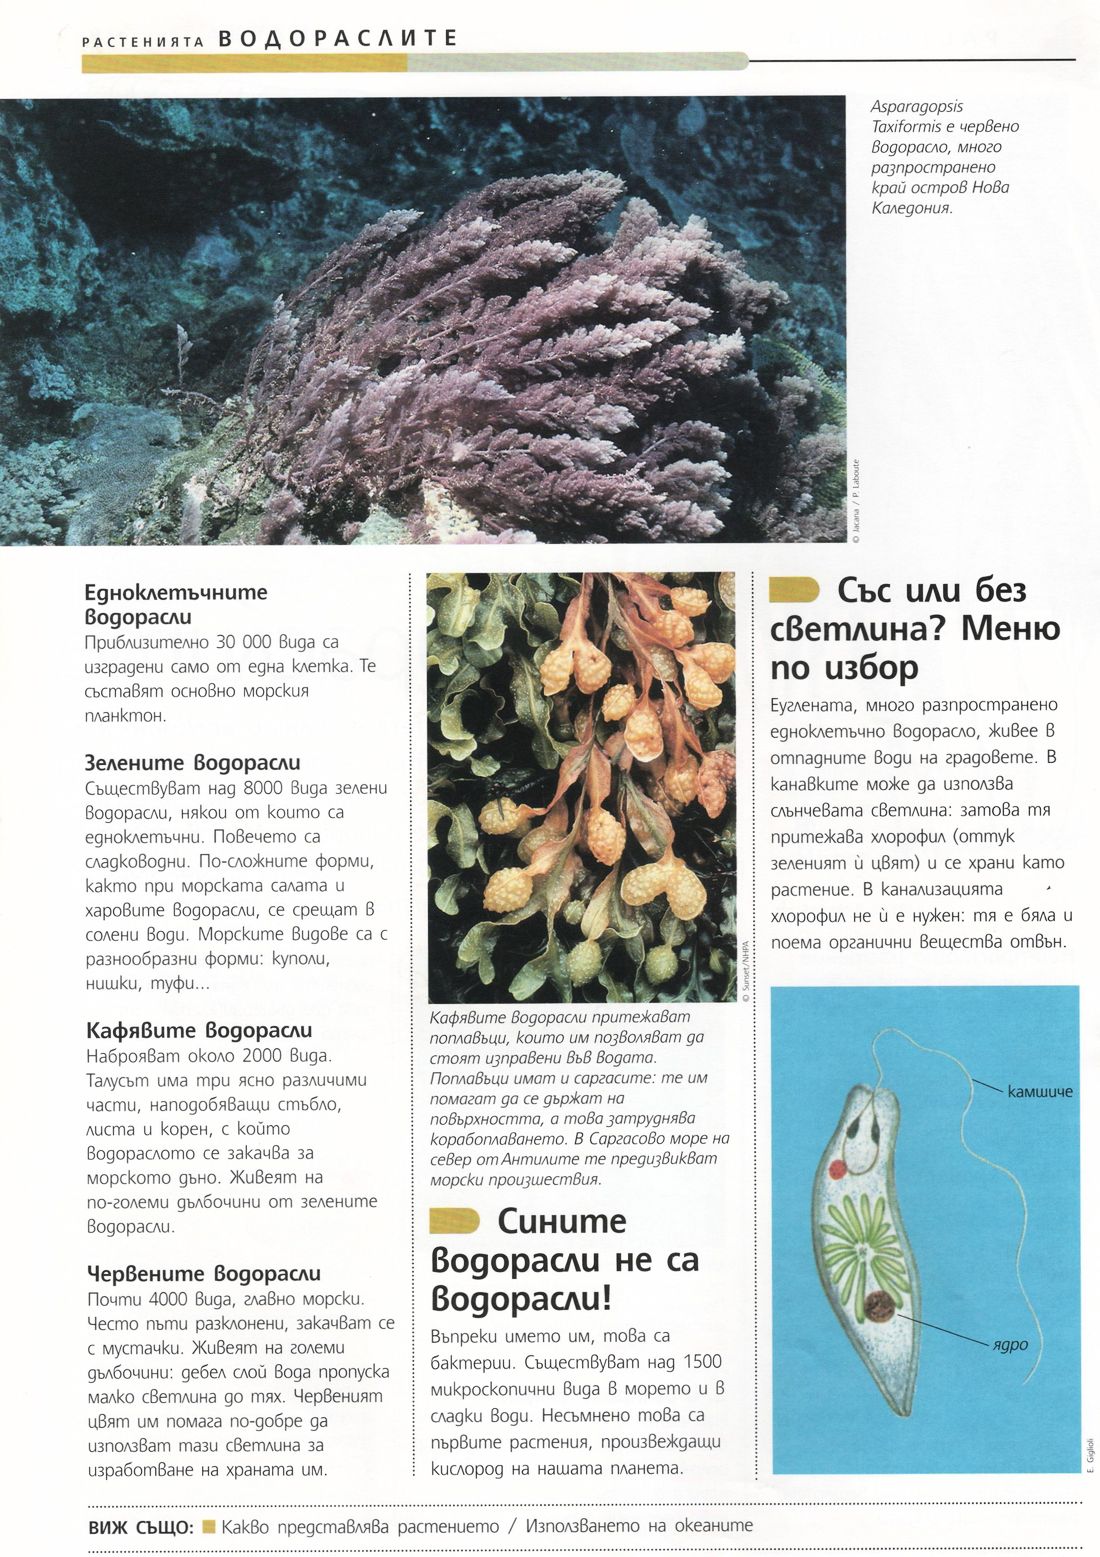 РАСТЕНИЯТА ВОДОРАСЛИТЕ
Asparagopsis
Taxiformis е червено
водорасло, много
разпространено
край остров Нова
Каледония.
© Jacana / P. Laboute
Едноклетъчните
водорасли
Приблизително 30 000 вида са
изградени само от една клетка. Те
съставят основно морския
планктон.
Зелените водорасли
Съществуват над 8000 вида зелени
водорасли, някои от които са
едноклетъчни. Повечето са
сладководни. По-сложните форми,
както при морската салата и
харовите водорасли, се срещат в
солени води. Морските видове са с
разнообразни форми: куполи,
нишки, туфи...
Кафявите водорасли
Наброяват около 2000 вида.
Талусът има три ясно различими
части, наподобяващи стъбло,
листа и корен, с който
водораслото се закачва за
морското дъно. Живеят на
по-големи дълбочини от зелените
водорасли.
Червените водорасли
Почти 4000 вида, главно морски.
Често пъти разклонени, закачват се
с мустачки. Живеят на големи
дълбочини: дебел слой вода пропуска
малко светлина до тях. Червеният
цвят им помага по-добре да
използват тази светлина за
изработване на храната им.
© Sunset/NHPA
Кафявите водорасли притежават
поплавъци, които им позволяват да
стоят изправени във водата.
Поплавъци имат и саргасите: те им
помагат да се държат на
повърхността, а това затруднява
корабоплаването. В Саргасово море на
север от Антилите те предизвикват
морски произшествия.
Сините
водорасли не са
водорасли!
Въпреки името им, това са
бактерии. Съществуват над 1500
микроскопични вида в морето и в
сладки води. Несъмнено това са
първите растения, произвеждащи
кислород на нашата планета.
Със или без
светлина? Меню
по избор
Еуглената, много разпространено
едноклетъчно водорасло, живее в
отпадните води на градовете. В
канавките може да използва
слънчевата светлина: затова тя
притежава хлорофил (оттук
зеленият ѝ цвят) и се храни като
растение. В канализацията
хлорофил не ѝ е нужен: тя е бяла и
поема органични вещества отвън.
камшиче
ядро
E. Giglioli
ВИЖ СЪЩО: Какво представлява растението / Използването на океаните